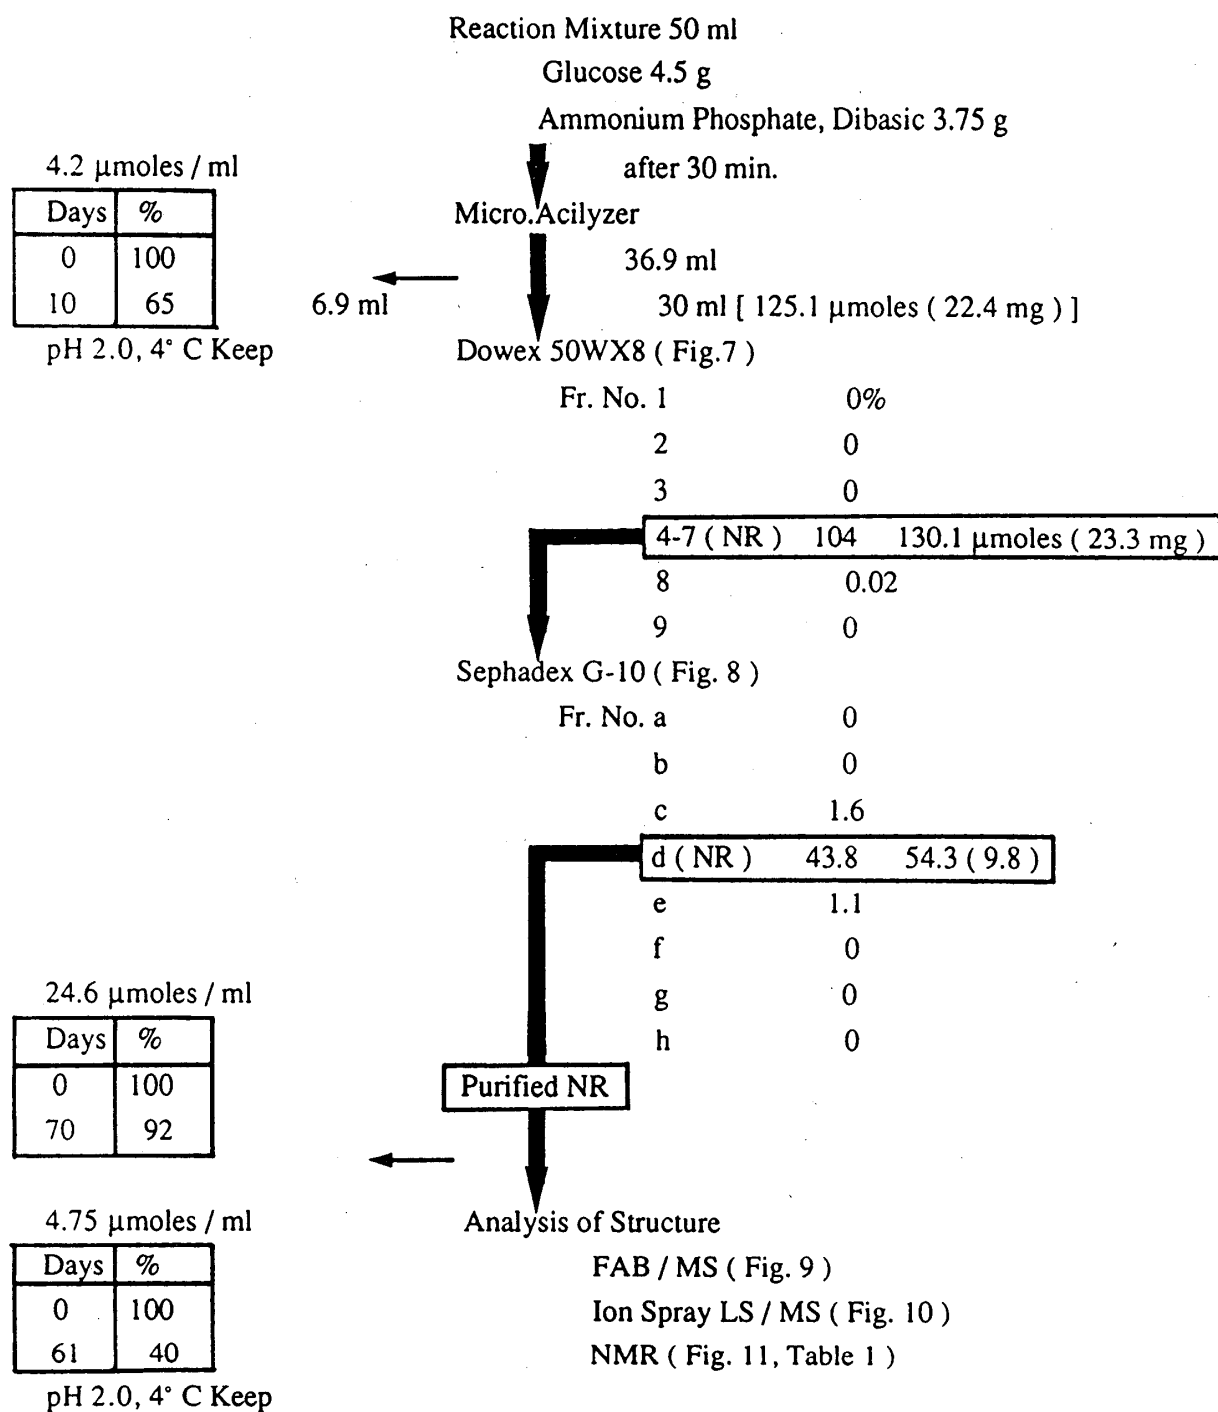 Reaction Mixture 50 ml
Glucose 4.5 g
Ammonium Phosphate, Dibasic 3.75 g
after 30 min.
4.2 µmoles / ml
Days %
0 100
10 65
pH 2.0, 4° C Keep
Micro.Acilyzer
36.9 ml
6.9 ml
30 ml [ 125.1 µmoles ( 22.4 mg ) ]
Dowex 50WX8 ( Fig.7 )
Fr. No. 1 0%
2 0
3 0
4-7 ( NR ) 104 130.1 µmoles ( 23.3 mg )
8 0.02
9 0
Sephadex G-10 ( Fig. 8 )
Fr. No. a 0
b 0
c 1.6
d ( NR ) 43.8 54.3 ( 9.8 )
e 1.1
f 0
g 0
h 0
24.6 µmoles / ml
Days %
0 100
70 92
Purified NR
4.75 µmoles / ml
Days %
0 100
61 40
pH 2.0, 4° C Keep
Analysis of Structure
FAB / MS ( Fig. 9 )
Ion Spray LS / MS ( Fig. 10 )
NMR ( Fig. 11, Table 1 )